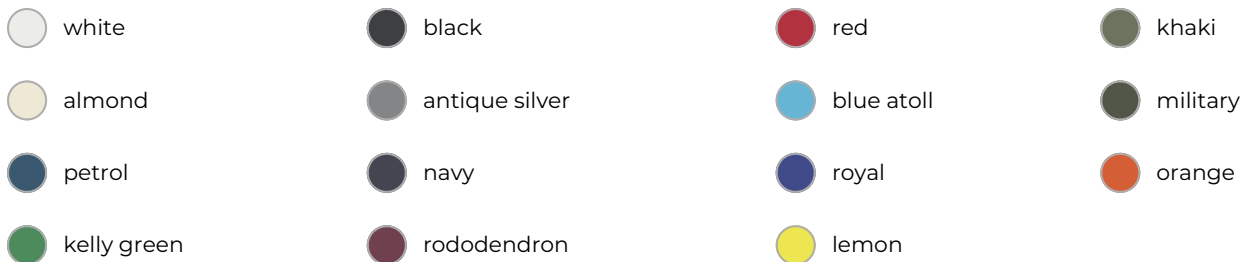 white
black
red
khaki
almond
antique silver
blue atoll
military
petrol
navy
royal
orange
kelly green
rododendron
lemon